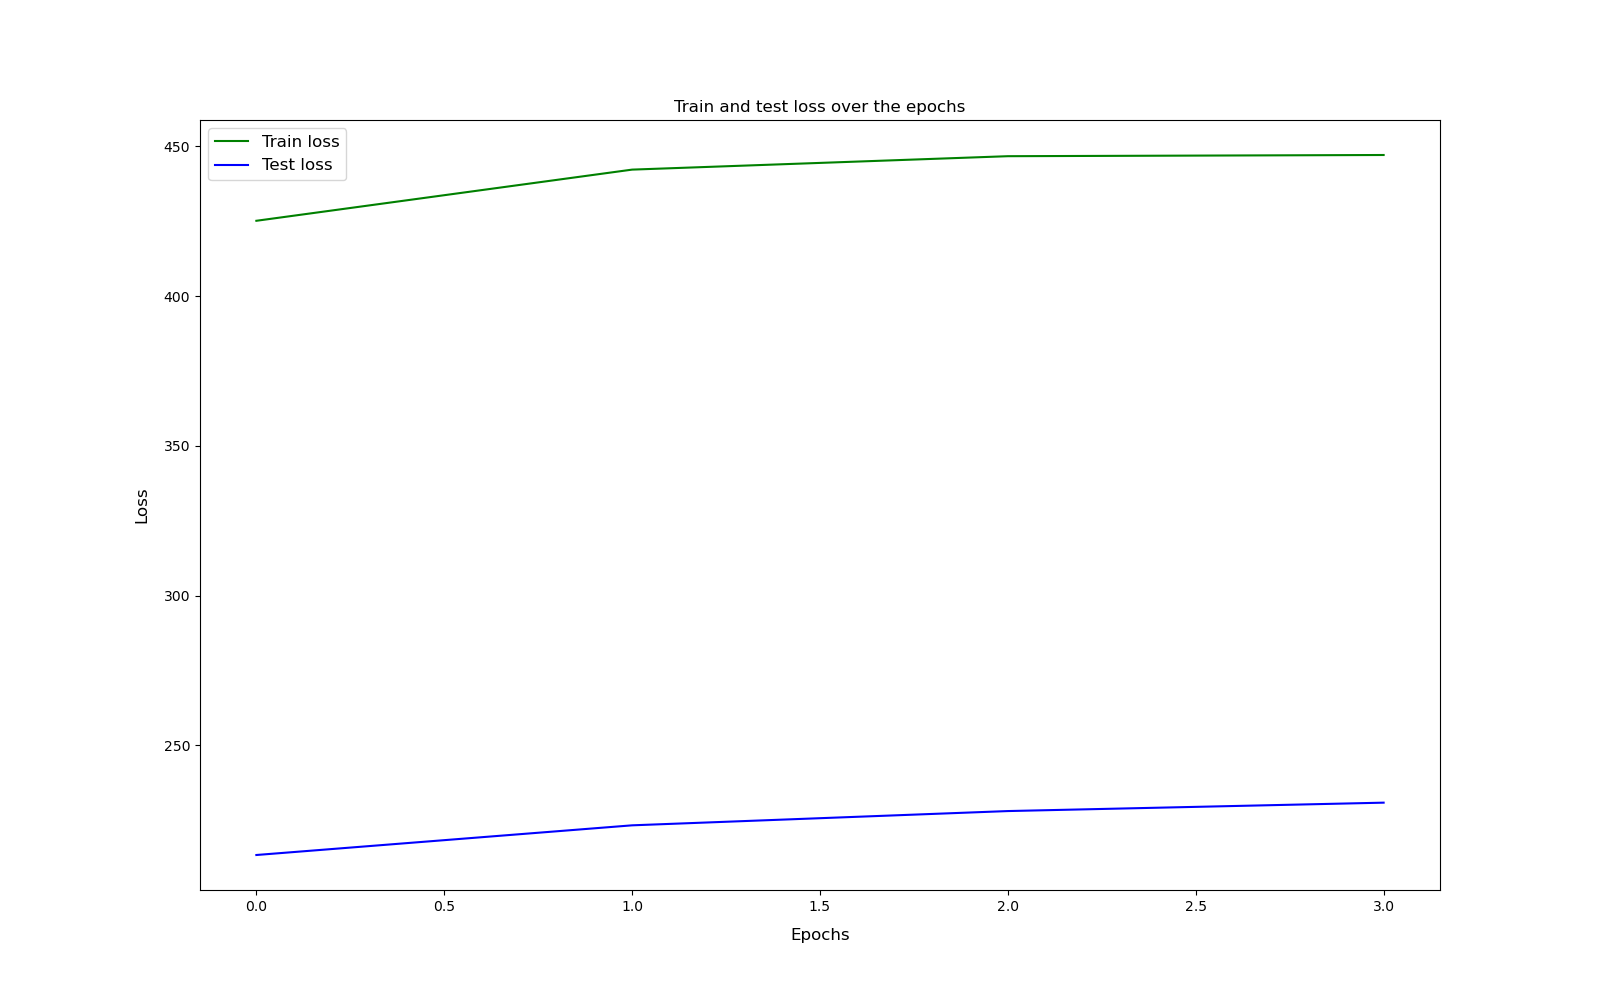 Train and test loss over the epochs
Train loss
Test loss
450
400
350
300
250
Loss
0.0 0.5 1.0 1.5 2.0 2.5 3.0
Epochs